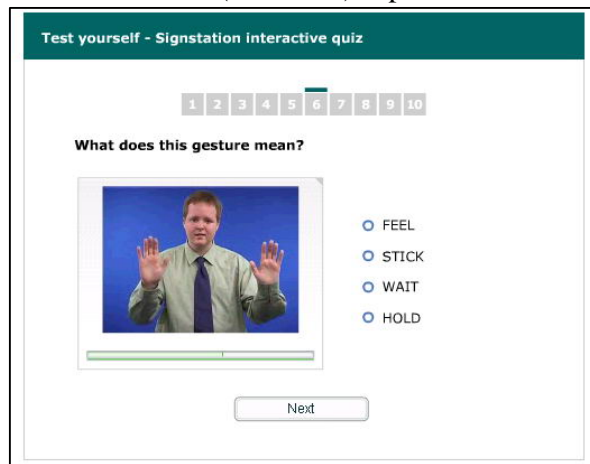 Test yourself - Signstation interactive quiz
1 2 3 4 5 6 7 8 9 10
What does this gesture mean?
FEEL
STICK
WAIT
HOLD
Next